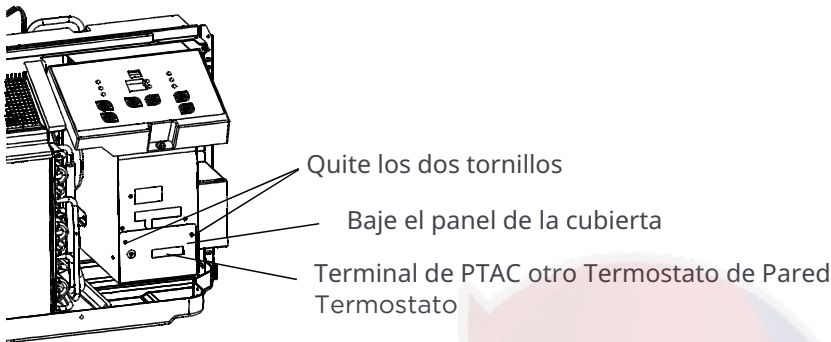 Quite los dos tornillos
Baje el panel de la cubierta
Terminal de PTAC otro Termostato de Pared
Termostato